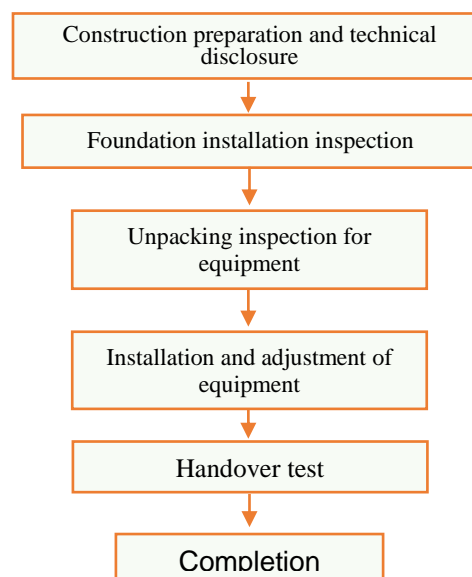 Construction preparation and technical
disclosure
Foundation installation inspection
Unpacking inspection for
equipment
Installation and adjustment of
equipment
Handover test
Completion